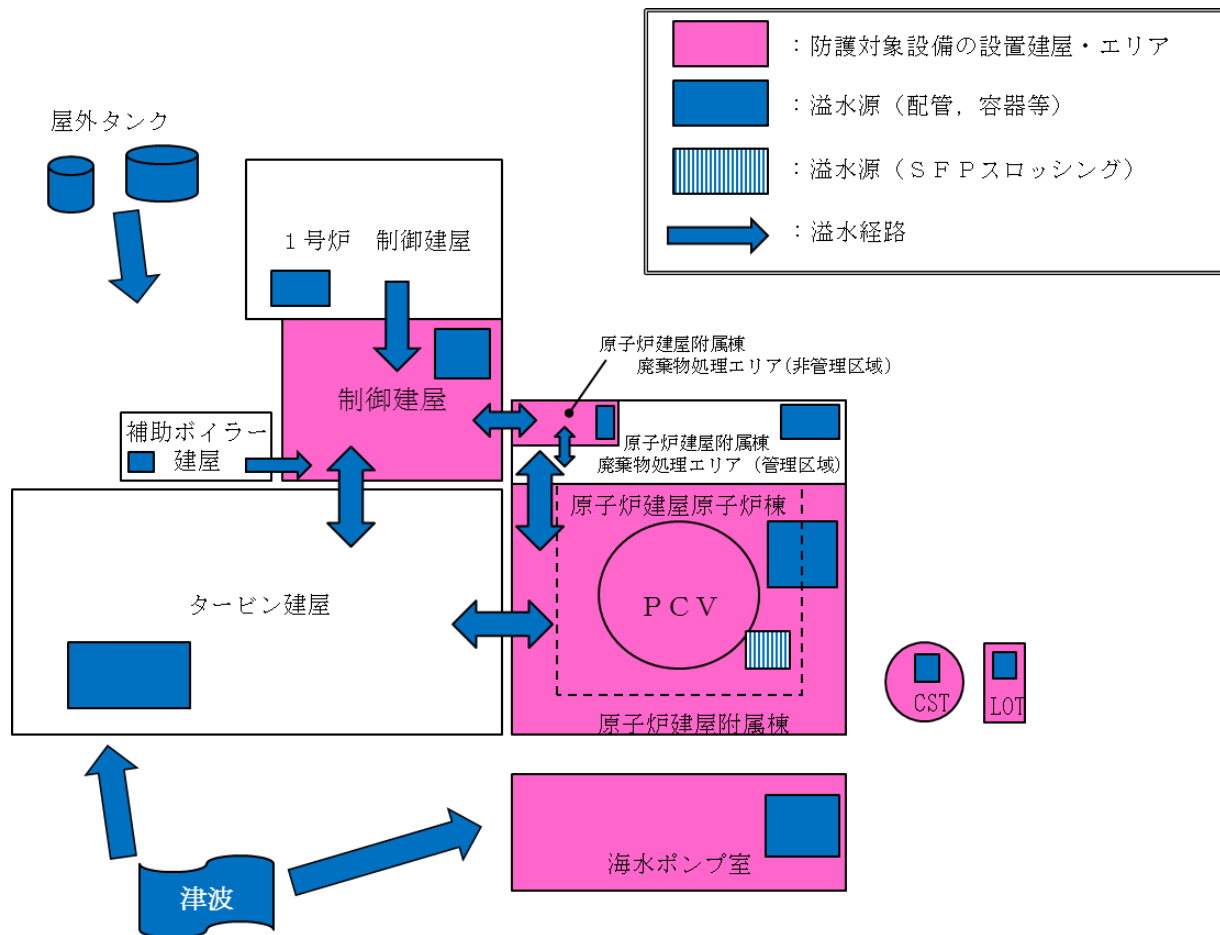 ：防護対象設備の設置建屋・エリア
：溢水源（配管，容器等）
：溢水源（ＳＦＰスロッシング）
：溢水経路
屋外タンク
１号炉　制御建屋
制御建屋
原子炉建屋附属棟
廃棄物処理エリア(非管理区域)
補助ボイラー
建屋
原子炉建屋附属棟
廃棄物処理エリア（管理区域）
原子炉建屋原子炉棟
ＰＣＶ
タービン建屋
CST
LOT
原子炉建屋附属棟
海水ポンプ室
津波